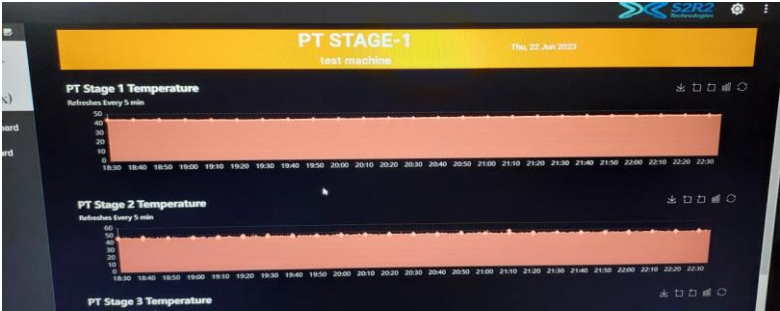 S2R2
Technologies
PT STAGE-1
Thu, 22 Jun 2023
test machine
x)
PT Stage 1 Temperature
Refreshes Every 5 min
50
40
30
20
10
0
18:30 18:40 18:50 19:00 19:10 19:20 19:30 19:40 19:50 20:00 20:10 20:20 20:30 20:40 20:50 21:00 21:10 21:20 21:30 21:40 21:50 22:00 22:10 22:20 22:30
oard
rd
PT Stage 2 Temperature
Refreshes Every 5 min
60
50
40
30
20
10
0
18:30 18:40 18:50 19:00 19:10 19:20 19:30 19:40 19:50 20:00 20:10 20:20 20:30 20:40 20:50 21:00 21:10 21:20 21:30 21:40 21:50 22:00 22:10 22:20 22:30
PT Stage 3 Temperature